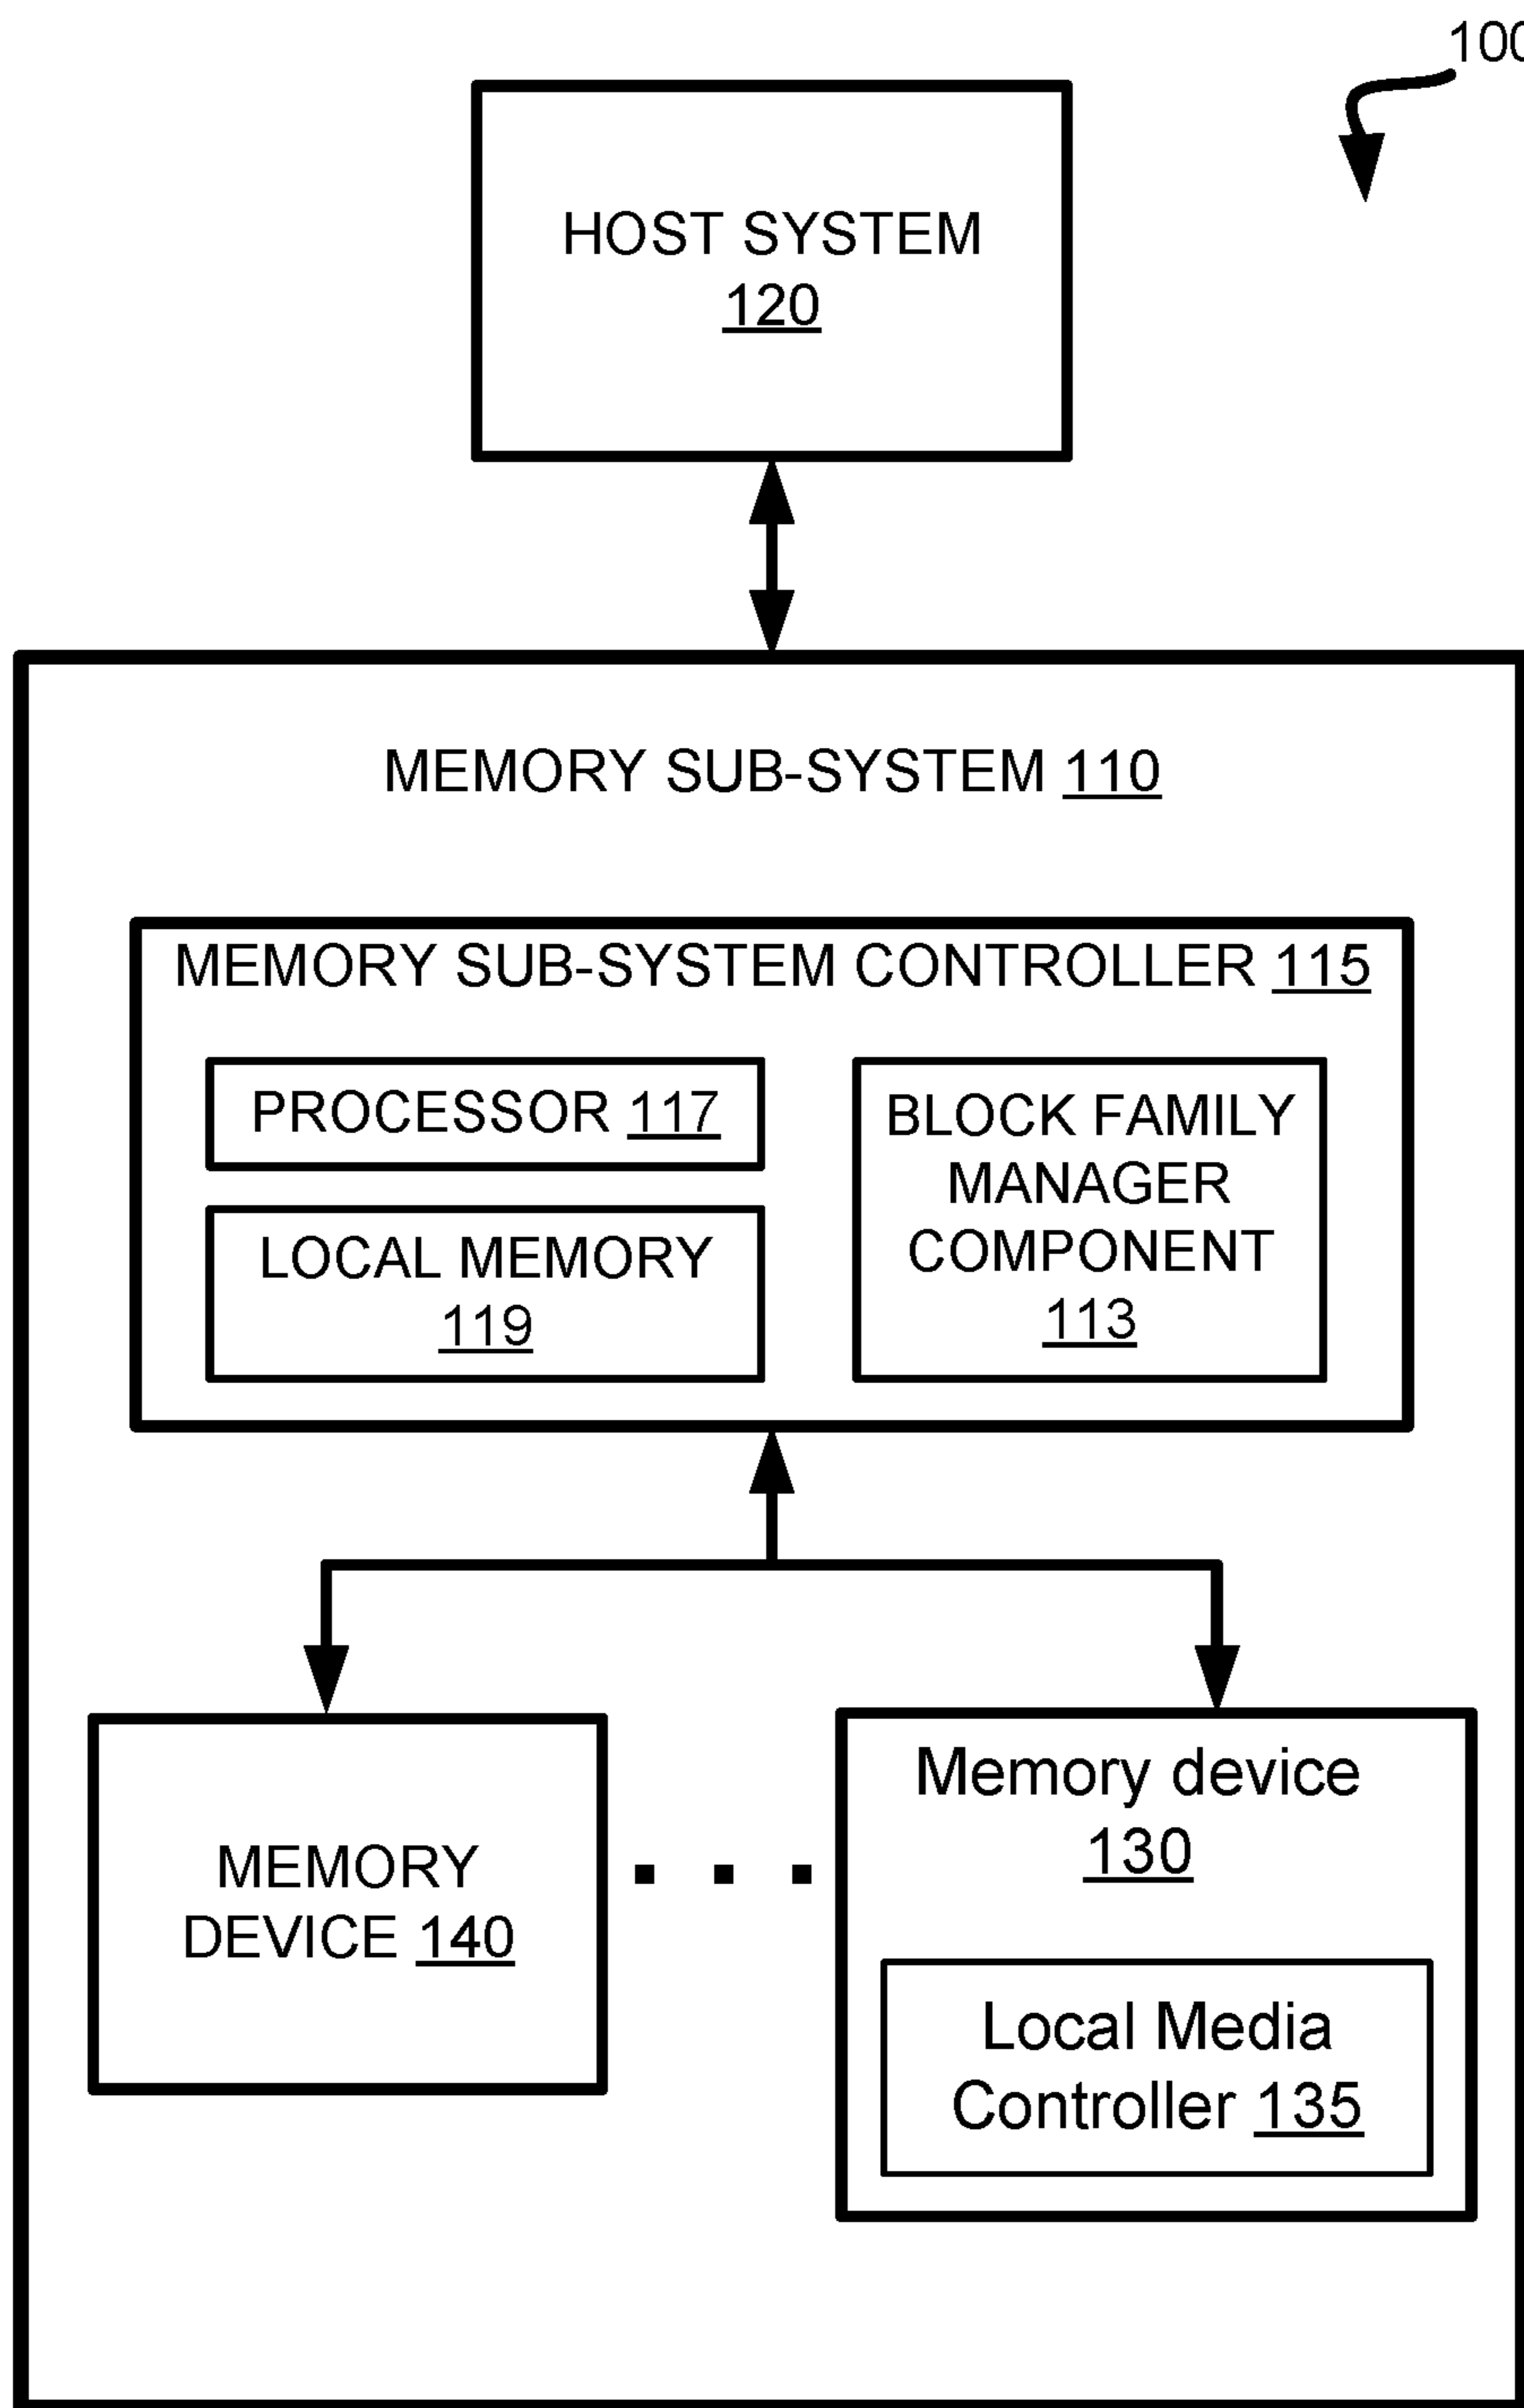 100
HOST SYSTEM
120
MEMORY SUB-SYSTEM 110
MEMORY SUB-SYSTEM CONTROLLER 115
PROCESSOR 117
LOCAL MEMORY
119
BLOCK FAMILY
MANAGER
COMPONENT
113
MEMORY
DEVICE 140
Memory device
130
Local Media
Controller 135